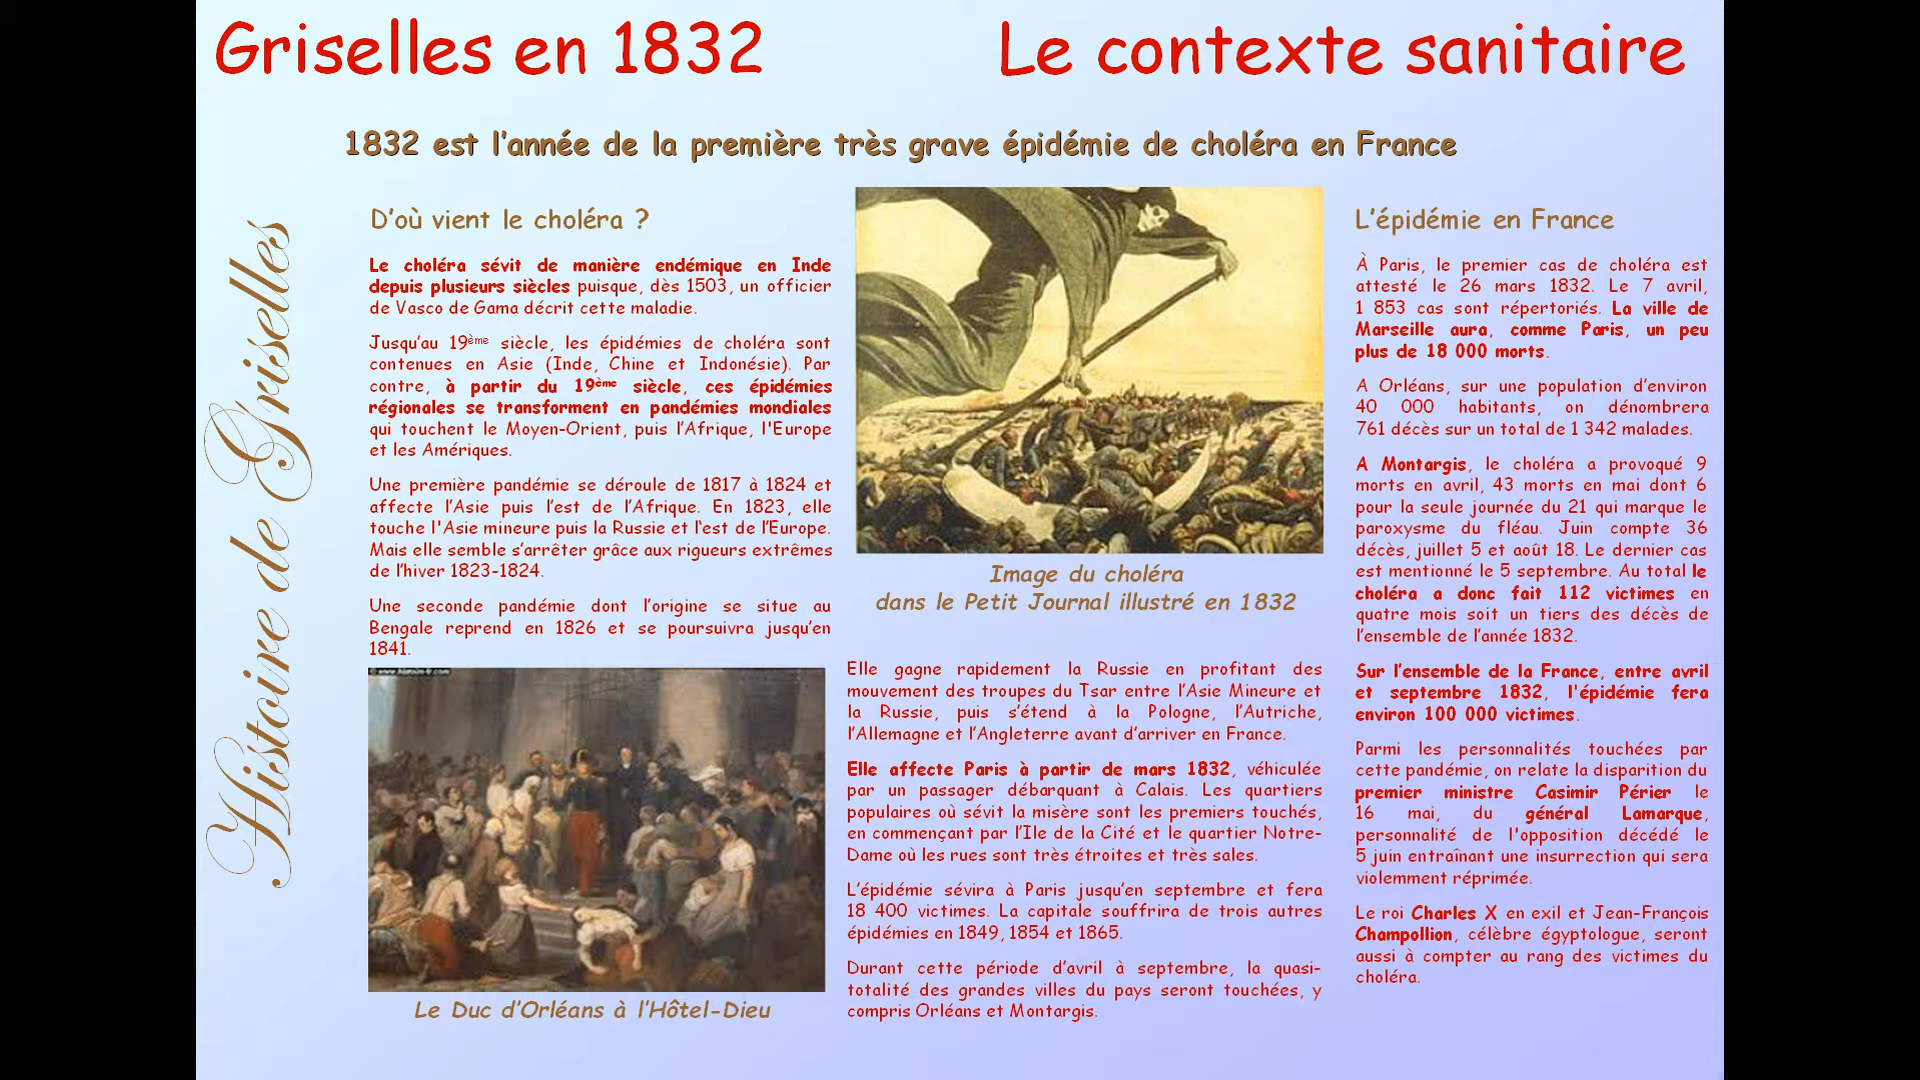 Griselles en 1832
Le contexte sanitaire
1832 est l’année de la première très grave épidémie de choléra en France
Histoire de Griselles
D’où vient le choléra ?
Le choléra sévit de manière endémique en Inde
depuis plusieurs siècles puisque, dès 1503, un officier
de Vasco de Gama décrit cette maladie.
Jusqu’au 19ème siècle, les épidémies de choléra sont
contenues en Asie (Inde, Chine et Indonésie). Par
contre, à partir du 19ème siècle, ces épidémies
régionales se transforment en pandémies mondiales
qui touchent le Moyen-Orient, puis l’Afrique, l'Europe
et les Amériques.
Une première pandémie se déroule de 1817 à 1824 et
affecte l’Asie puis l’est de l’Afrique. En 1823, elle
touche l'Asie mineure puis la Russie et l‘est de l’Europe.
Mais elle semble s’arrêter grâce aux rigueurs extrêmes
de l’hiver 1823-1824.
Une seconde pandémie dont l’origine se situe au
Bengale reprend en 1826 et se poursuivra jusqu’en
1841.
www.histoire-fr.com
Le Duc d’Orléans à l’Hôtel-Dieu
Image du choléra
dans le Petit Journal illustré en 1832
Elle gagne rapidement la Russie en profitant des
mouvement des troupes du Tsar entre l’Asie Mineure et
la Russie, puis s’étend à la Pologne, l’Autriche,
l’Allemagne et l’Angleterre avant d’arriver en France.
Elle affecte Paris à partir de mars 1832, véhiculée
par un passager débarquant à Calais. Les quartiers
populaires où sévit la misère sont les premiers touchés,
en commençant par l’Ile de la Cité et le quartier Notre-
Dame où les rues sont très étroites et très sales.
L’épidémie sévira à Paris jusqu’en septembre et fera
18 400 victimes. La capitale souffrira de trois autres
épidémies en 1849, 1854 et 1865.
Durant cette période d’avril à septembre, la quasi-
totalité des grandes villes du pays seront touchées, y
compris Orléans et Montargis.
L’épidémie en France
À Paris, le premier cas de choléra est
attesté le 26 mars 1832. Le 7 avril,
1 853 cas sont répertoriés. La ville de
Marseille aura, comme Paris, un peu
plus de 18 000 morts.
A Orléans, sur une population d’environ
40 000 habitants, on dénombrera
761 décès sur un total de 1 342 malades.
A Montargis, le choléra a provoqué 9
morts en avril, 43 morts en mai dont 6
pour la seule journée du 21 qui marque le
paroxysme du fléau. Juin compte 36
décès, juillet 5 et août 18. Le dernier cas
est mentionné le 5 septembre. Au total le
choléra a donc fait 112 victimes en
quatre mois soit un tiers des décès de
l’ensemble de l’année 1832.
Sur l’ensemble de la France, entre avril
et septembre 1832, l'épidémie fera
environ 100 000 victimes.
Parmi les personnalités touchées par
cette pandémie, on relate la disparition du
premier ministre Casimir Périer le
16 mai, du général Lamarque,
personnalité de l'opposition décédé le
5 juin entraînant une insurrection qui sera
violemment réprimée.
Le roi Charles X en exil et Jean-François
Champollion, célèbre égyptologue, seront
aussi à compter au rang des victimes du
choléra.